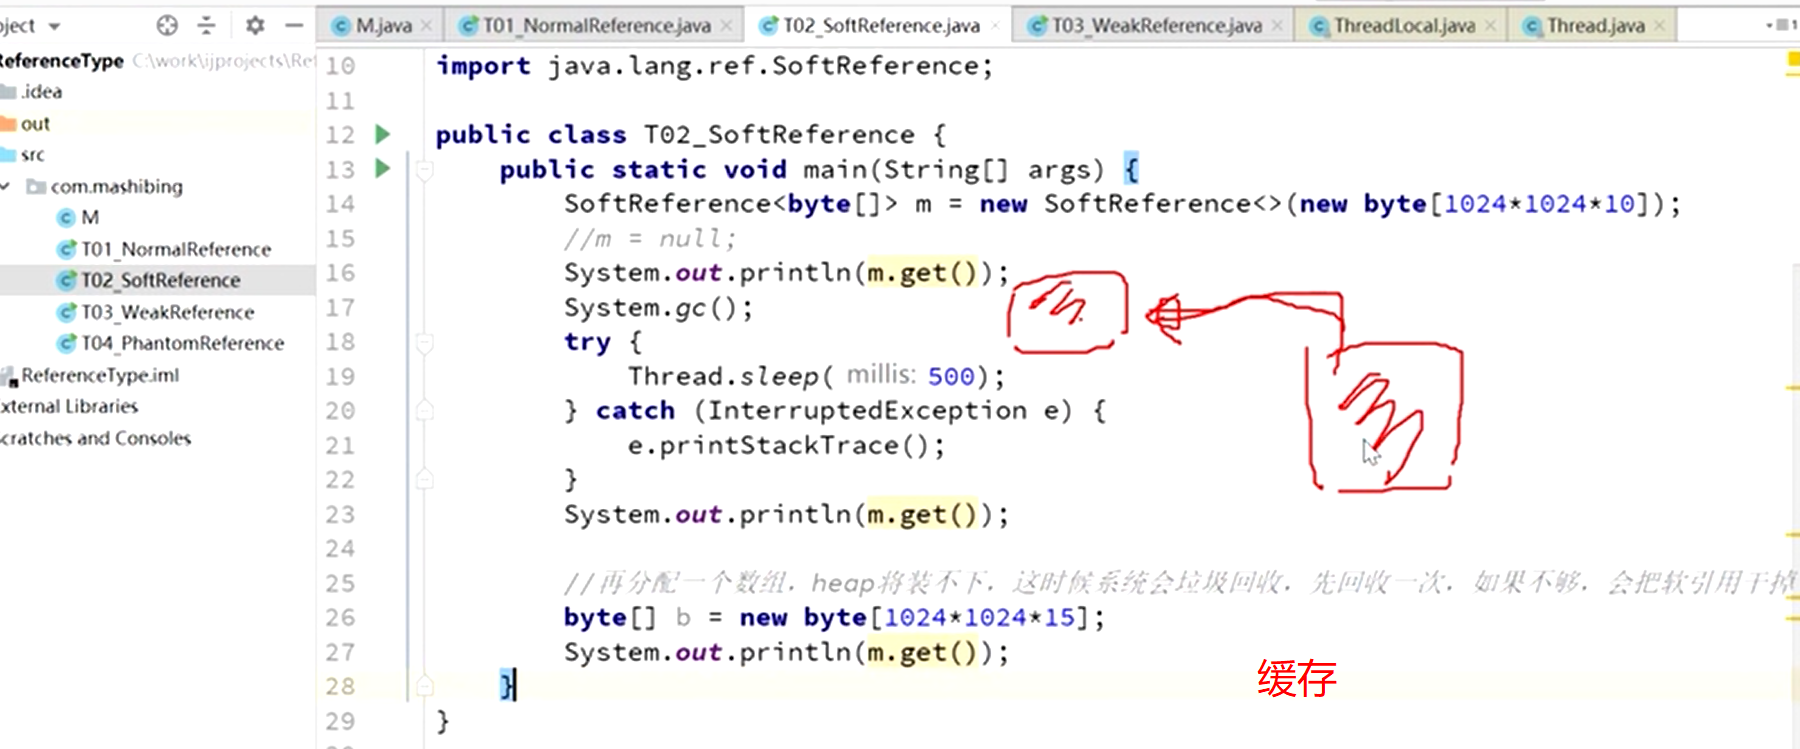 oject
M.java
T01_NormalReference.java
T02_SoftReference.java
T03_WeakReference.java
ThreadLocal.java
Thread.java
ReferenceType C:\work\ijprojects\Re
.idea
out
src
com.mashibing
M
T01_NormalReference
T02_SoftReference
T03_WeakReference
T04_PhantomReference
ReferenceType.iml
xternal Libraries
cratches and Consoles
10 import java.lang.ref.SoftReference;
11
12 public class T02_SoftReference {
13 public static void main(String[] args) {
14 SoftReference<byte[]> m = new SoftReference<>(new byte[1024*1024*10]);
15 //m = null;
16 System.out.println(m.get());
17 System.gc();
18 try {
19 Thread.sleep( millis: 500);
20 } catch (InterruptedException e) {
21 e.printStackTrace();
22 }
23 System.out.println(m.get());
24
25 //再分配一个数组，heap将装不下，这时候系统会垃圾回收，先回收一次，如果不够，会把软引用干掉
26 byte[] b = new byte[1024*1024*15];
27 System.out.println(m.get());
28 }
29 }
缓存